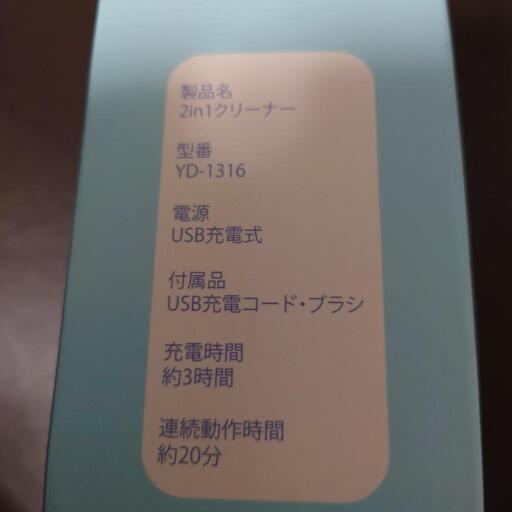 製品名
2in1クリーナー
型番
YD-1316
電源
USB充電式
付属品
USB充電コード・ブラシ
充電時間
約3時間
連続動作時間
約20分